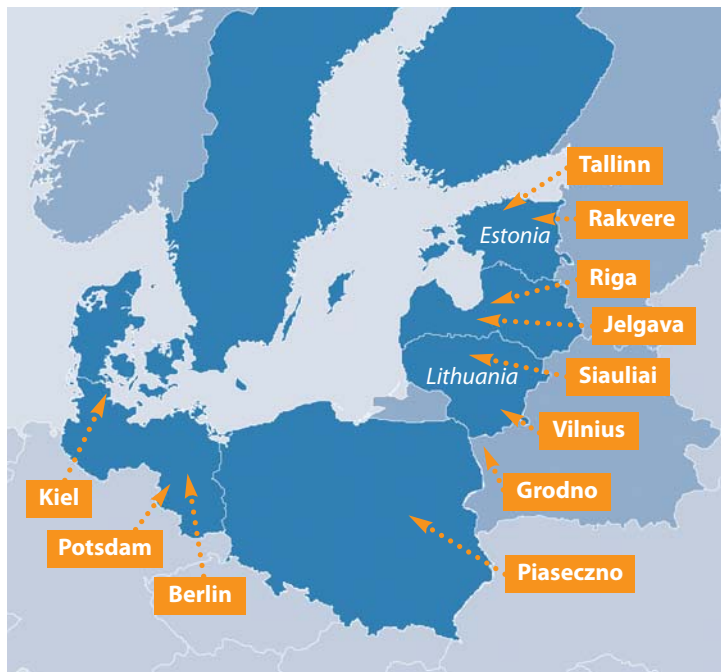 Tallinn
Rakvere
Estonia
Riga
Jelgava
Siauliai
Lithuania
Vilnius
Kiel
Grodno
Potsdam
Piaseczno
Berlin